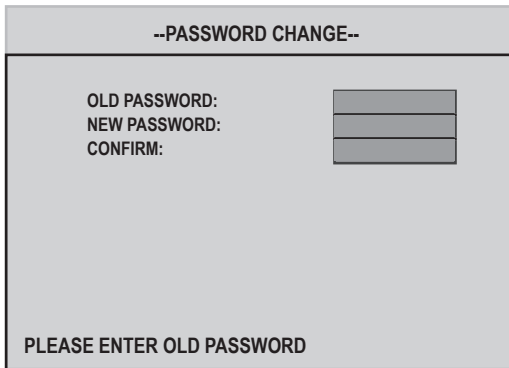 --PASSWORD CHANGE--
OLD PASSWORD:
NEW PASSWORD:
CONFIRM:
PLEASE ENTER OLD PASSWORD